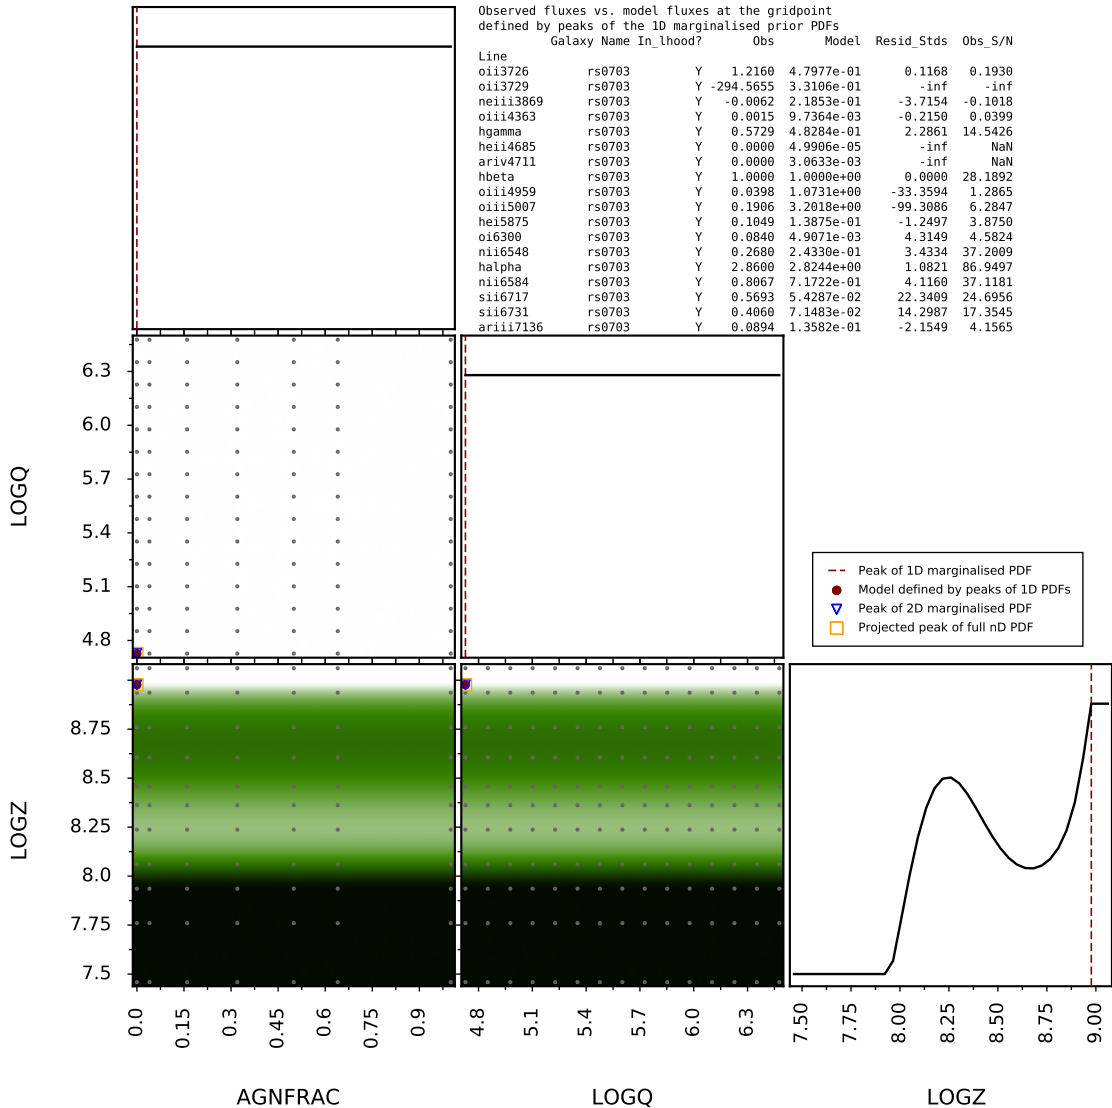 Observed fluxes vs. model fluxes at the gridpoint
defined by peaks of the 1D marginalised prior PDFs
Galaxy Name In_lhood? Obs Model Resid_Stds Obs_S/N
Line
oii3726 rs0703 Y 1.2160 4.7977e-01 0.1168 0.1930
oii3729 rs0703 Y -294.5655 3.3106e-01 -inf -inf
neiii3869 rs0703 Y -0.0062 2.1853e-01 -3.7154 -0.1018
oiii4363 rs0703 Y 0.0015 9.7364e-03 -0.2150 0.0399
hgamma rs0703 Y 0.5729 4.8284e-01 2.2861 14.5426
heii4685 rs0703 Y 0.0000 4.9906e-05 -inf NaN
ariv4711 rs0703 Y 0.0000 3.0633e-03 -inf NaN
hbeta rs0703 Y 1.0000 1.0000e+00 0.0000 28.1892
oiii4959 rs0703 Y 0.0398 1.0731e+00 -33.3594 1.2865
oiii5007 rs0703 Y 0.1906 3.2018e+00 -99.3086 6.2847
hei5875 rs0703 Y 0.1049 1.3875e-01 -1.2497 3.8750
oi6300 rs0703 Y 0.0840 4.9071e-03 4.3149 4.5824
nii6548 rs0703 Y 0.2680 2.4330e-01 3.4334 37.2009
halpha rs0703 Y 2.8600 2.8244e+00 1.0821 86.9497
nii6584 rs0703 Y 0.8067 7.1722e-01 4.1160 37.1181
sii6717 rs0703 Y 0.5693 5.4287e-02 22.3409 24.6956
sii6731 rs0703 Y 0.4060 7.1483e-02 14.2987 17.3545
ariii7136 rs0703 Y 0.0894 1.3582e-01 -2.1549 4.1565
LOGQ
6.3
6.0
5.7
5.4
5.1
4.8
Peak of 1D marginalised PDF
Model defined by peaks of 1D PDFs
Peak of 2D marginalised PDF
Projected peak of full nD PDF
LOGZ
8.75
8.5
8.25
8.0
7.75
7.5
0.0 0.15 0.3 0.45 0.6 0.75 0.9
4.8 5.1 5.4 5.7 6.0 6.3
7.50 7.75 8.00 8.25 8.50 8.75 9.00
AGNFRAC LOGQ LOGZ